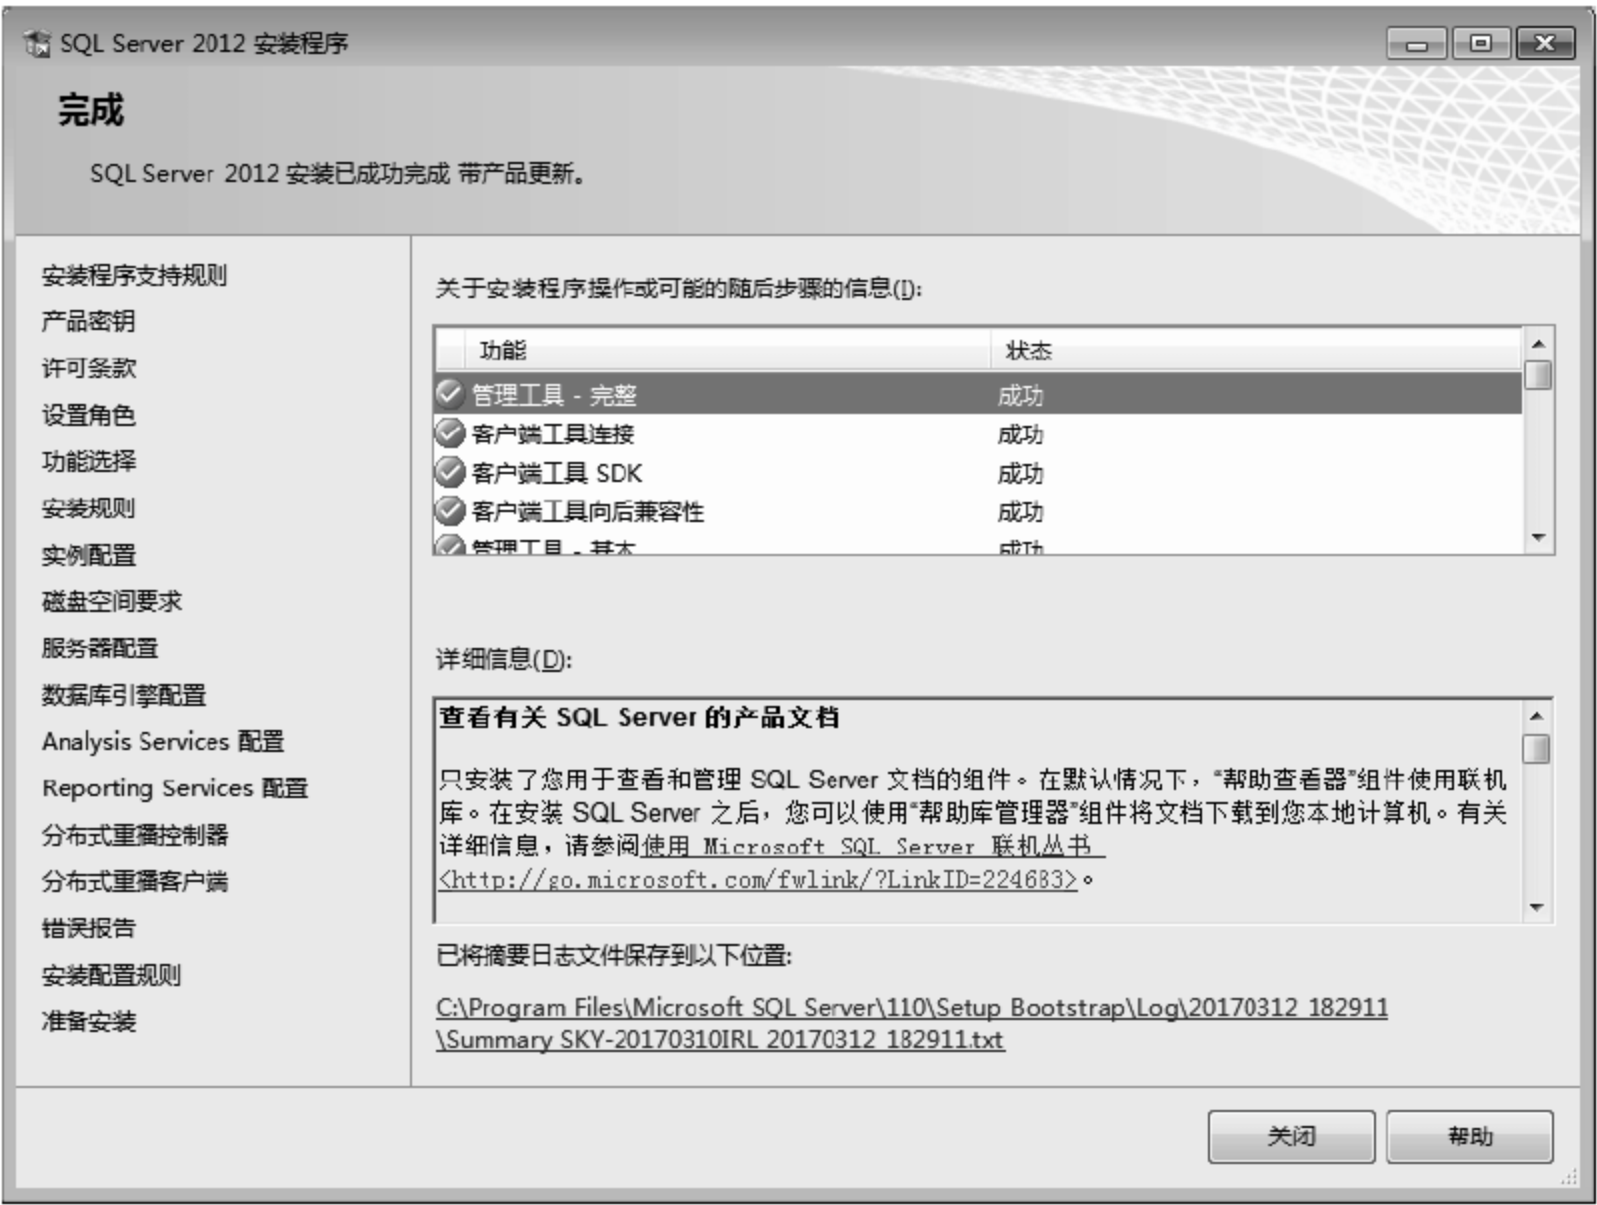 SQL Server 2012 安装程序
完成
SQL Server 2012 安装已成功完成 带产品更新。
安装程序支持规则
产品密钥
许可条款
设置角色
功能选择
安装规则
实例配置
磁盘空间要求
服务器配置
数据库引擎配置
Analysis Services 配置
Reporting Services 配置
分布式重播控制器
分布式重播客户端
错误报告
安装配置规则
准备安装
关于安装程序操作或可能的随后步骤的信息(I):
功能 状态
管理工具 - 完整 成功
客户端工具连接 成功
客户端工具 SDK 成功
客户端工具向后兼容性 成功
管理工具 - 基本 成功
详细信息(D):
查看有关 SQL Server 的产品文档
只安装了您用于查看和管理 SQL Server 文档的组件。在默认情况下，“帮助查看器”组件使用联机
库。在安装 SQL Server 之后，您可以使用“帮助库管理器”组件将文档下载到您本地计算机。有关
详细信息，请参阅使用 Microsoft SQL Server 联机丛书
<http://go.microsoft.com/fwlink/?LinkID=224683>。
已将摘要日志文件保存到以下位置:
C:\Program Files\Microsoft SQL Server\110\Setup Bootstrap\Log\20170312_182911
\Summary_SKY-20170310IRL_20170312_182911.txt
关闭
帮助